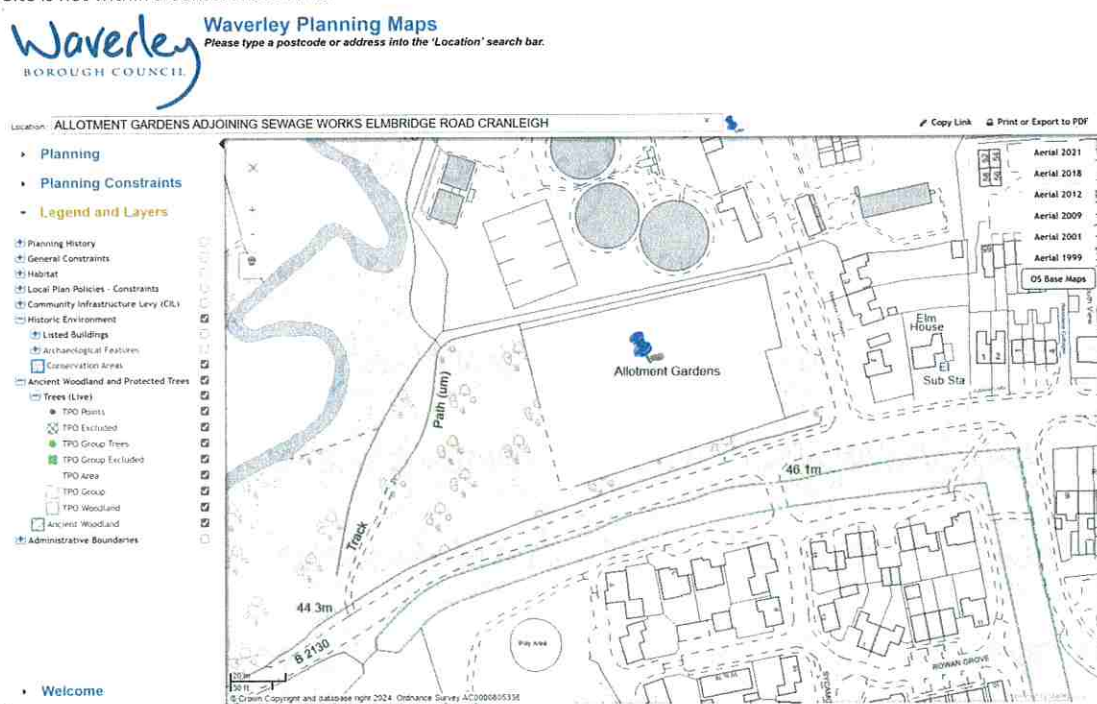 Waverley
BOROUGH COUNCIL
Waverley Planning Maps
Please type a postcode or address into the 'Location' search bar.
Location: ALLOTMENT GARDENS ADJOINING SEWAGE WORKS ELMBRIDGE ROAD CRANLEIGH
×
Copy Link
Print or Export to PDF
Planning
Planning Constraints
Legend and Layers
Planning History
General Constraints
Habitat
Local Plan Policies - Constraints
Community Infrastructure Levy (CIL)
Historic Environment
Listed Buildings
Archaeological Features
Conservation Areas
Ancient Woodland and Protected Trees
Trees (Live)
TPO Points
TPO Excluded
TPO Group Trees
TPO Group Excluded
TPO Area
TPO Group
TPO Woodland
Ancient Woodland
Administrative Boundaries
Welcome
Aerial 2021
Aerial 2018
Aerial 2012
Aerial 2009
Aerial 2001
Aerial 1999
OS Base Maps
Elm
House
El
Sub Sta
Allotment Gardens
Path (um)
Track
46.1m
44.3m
B 2130
Play Area
ROWAN GROVE
20 m
50 ft
© Crown Copyright and database right 2024. Ordnance Survey AC0000805356